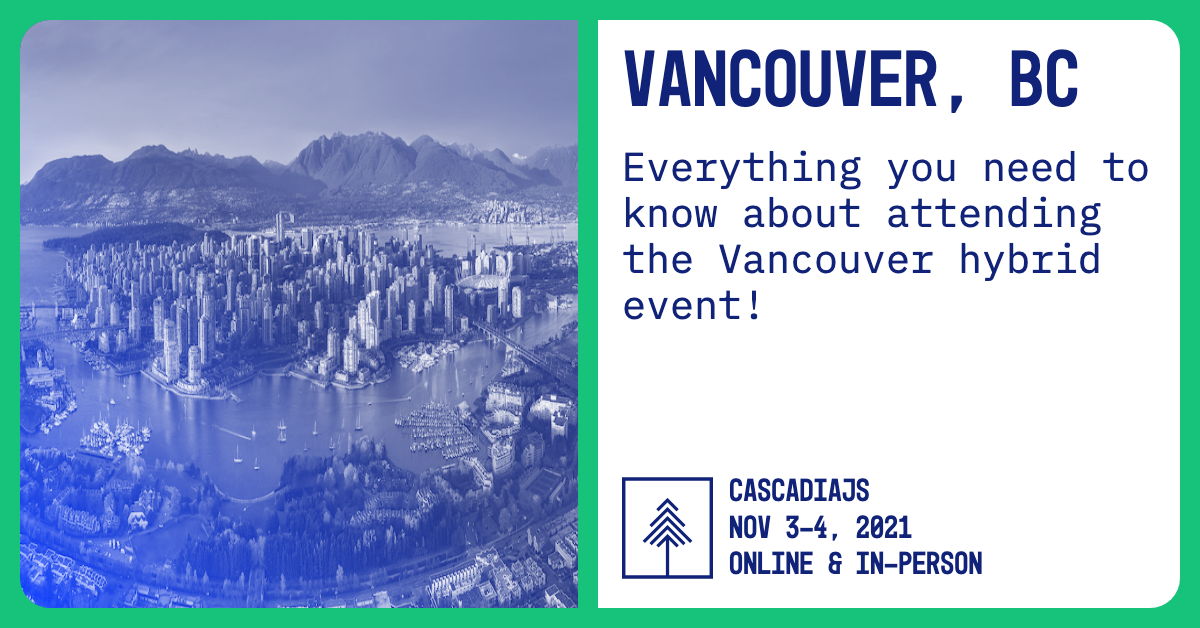 VANCOUVER, BC
Everything you need to
know about attending
the Vancouver hybrid
event!
CASCADIAJS
NOV 3-4, 2021
ONLINE & IN-PERSON